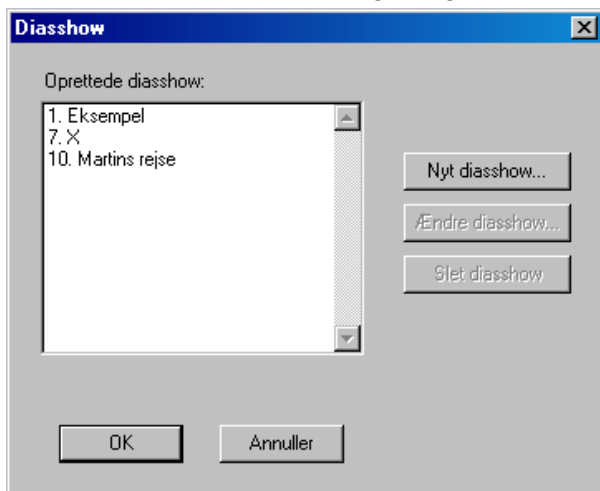 Diasshow
Oprettede diasshow:
1. Eksempel
7. X
10. Martins rejse
Nyt diasshow...
Ændre diasshow...
Slet diasshow
OK
Annuller